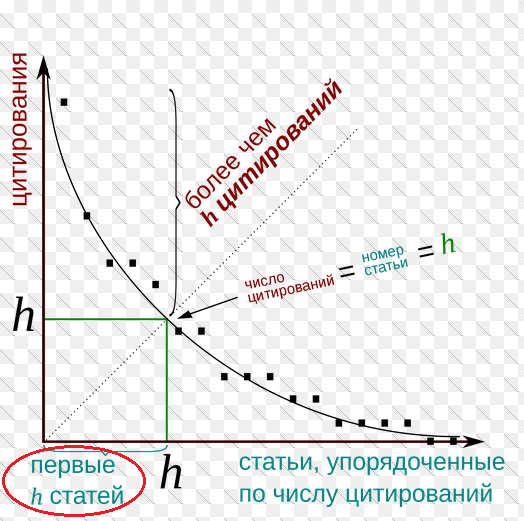 цитирования
более чем
h цитирований
число
цитирований
=
номер
статьи
= h
h
первые
h статей
h
статьи, упорядоченные
по числу цитирований